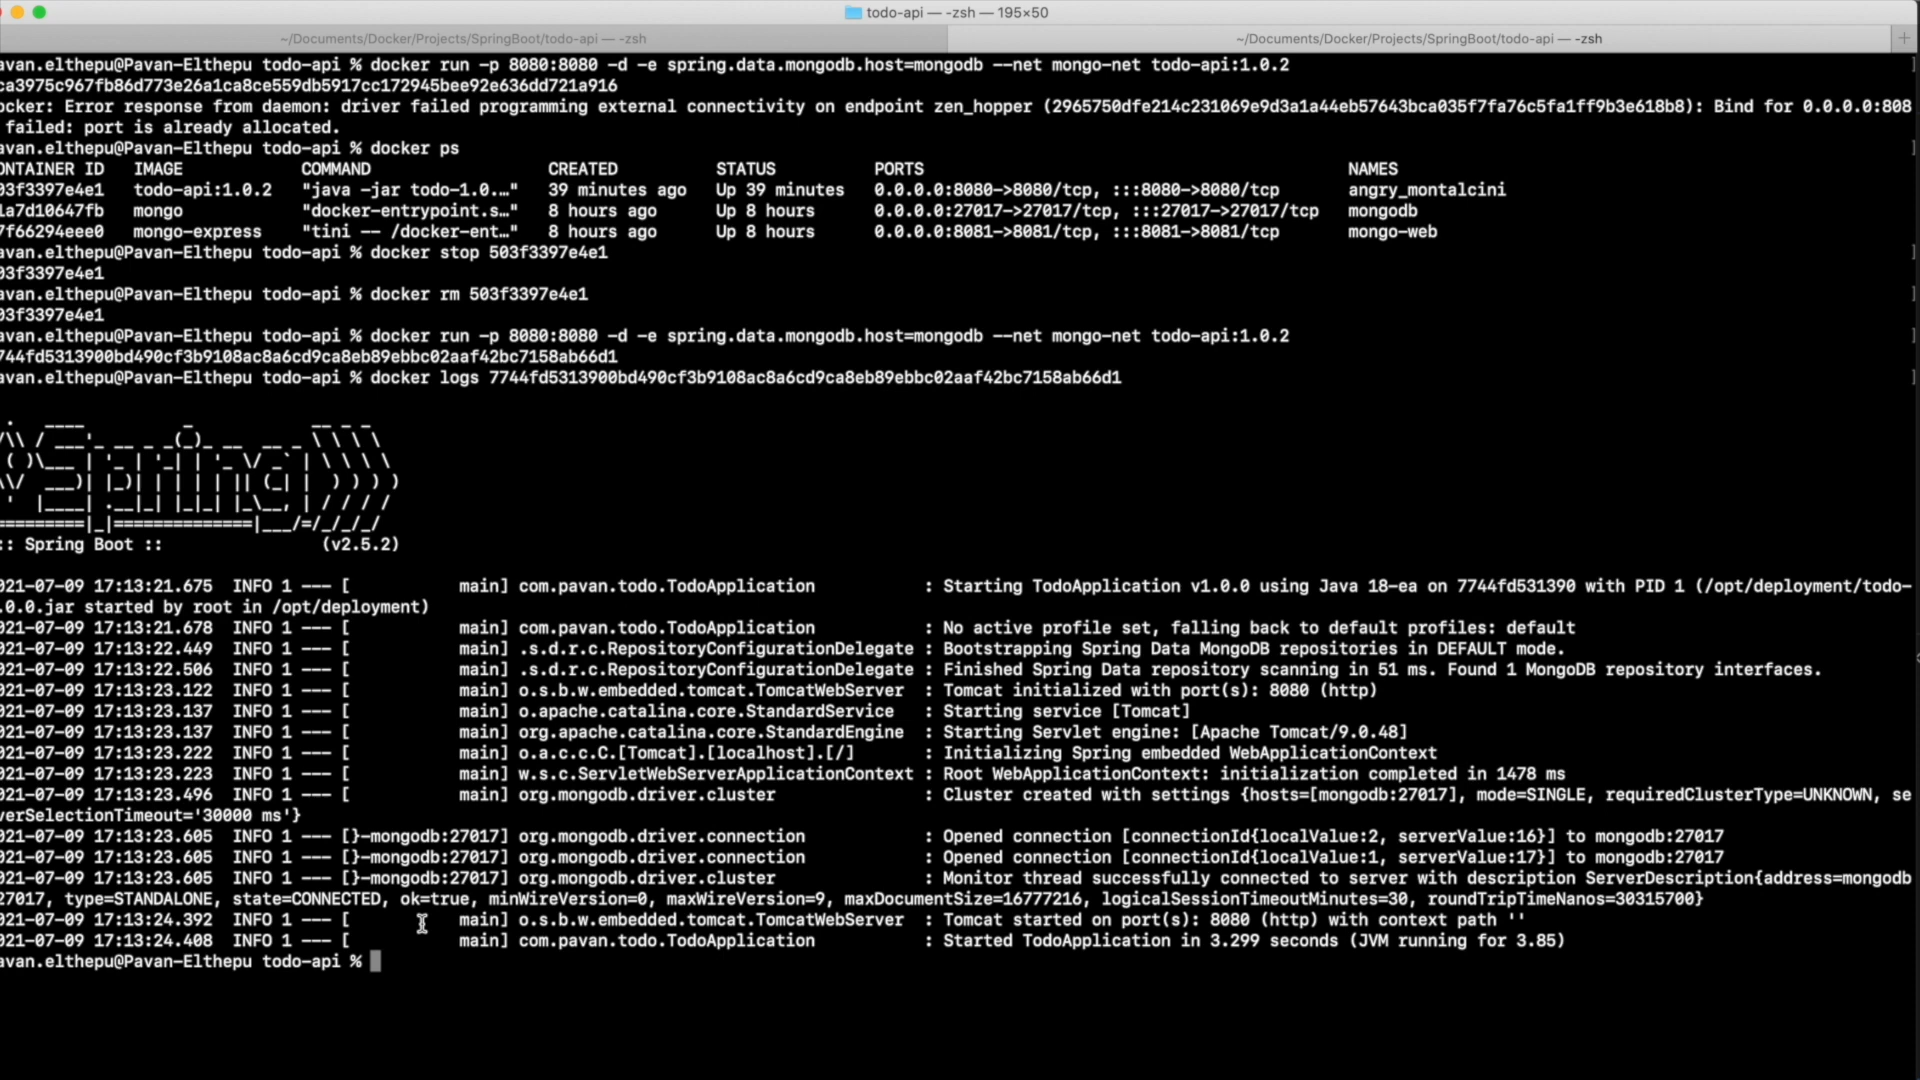 todo-api — -zsh — 195×50
~/Documents/Docker/Projects/SpringBoot/todo-api — -zsh
~/Documents/Docker/Projects/SpringBoot/todo-api — -zsh
avan.elthepu@Pavan-Elthepu todo-api % docker run -p 8080:8080 -d -e spring.data.mongodb.host=mongodb --net mongo-net todo-api:1.0.2
ca3975c967fb86d773e26a1ca8ce559db5917cc172945bee92e636dd721a916
ocker: Error response from daemon: driver failed programming external connectivity on endpoint zen_hopper (2965750dfe214c231069e9d3a1a44eb57643bca035f7fa76c5fa1ff9b3e618b8): Bind for 0.0.0.0:808
failed: port is already allocated.
avan.elthepu@Pavan-Elthepu todo-api % docker ps
ONTAINER ID   IMAGE           COMMAND                  CREATED          STATUS          PORTS                                           NAMES
03f3397e4e1   todo-api:1.0.2   "java -jar todo-1.0.…"   39 minutes ago   Up 39 minutes   0.0.0.0:8080->8080/tcp, :::8080->8080/tcp         angry_montalcini
1a7d10647fb   mongo            "docker-entrypoint.s…"   8 hours ago      Up 8 hours      0.0.0.0:27017->27017/tcp, :::27017->27017/tcp     mongodb
7f66294eee0   mongo-express    "tini -- /docker-ent…"   8 hours ago      Up 8 hours      0.0.0.0:8081->8081/tcp, :::8081->8081/tcp         mongo-web
avan.elthepu@Pavan-Elthepu todo-api % docker stop 503f3397e4e1
03f3397e4e1
avan.elthepu@Pavan-Elthepu todo-api % docker rm 503f3397e4e1
03f3397e4e1
avan.elthepu@Pavan-Elthepu todo-api % docker run -p 8080:8080 -d -e spring.data.mongodb.host=mongodb --net mongo-net todo-api:1.0.2
744fd5313900bd490cf3b9108ac8a6cd9ca8eb89ebbc02aaf42bc7158ab66d1
avan.elthepu@Pavan-Elthepu todo-api % docker logs 7744fd5313900bd490cf3b9108ac8a6cd9ca8eb89ebbc02aaf42bc7158ab66d1
Spring
:: Spring Boot ::                (v2.5.2)
021-07-09 17:13:21.675  INFO 1 --- [           main] com.pavan.todo.TodoApplication           : Starting TodoApplication v1.0.0 using Java 18-ea on 7744fd531390 with PID 1 (/opt/deployment/todo-
.0.0.jar started by root in /opt/deployment)
021-07-09 17:13:21.678  INFO 1 --- [           main] com.pavan.todo.TodoApplication           : No active profile set, falling back to default profiles: default
021-07-09 17:13:22.449  INFO 1 --- [           main] .s.d.r.c.RepositoryConfigurationDelegate : Bootstrapping Spring Data MongoDB repositories in DEFAULT mode.
021-07-09 17:13:22.506  INFO 1 --- [           main] .s.d.r.c.RepositoryConfigurationDelegate : Finished Spring Data repository scanning in 51 ms. Found 1 MongoDB repository interfaces.
021-07-09 17:13:23.122  INFO 1 --- [           main] o.s.b.w.embedded.tomcat.TomcatWebServer  : Tomcat initialized with port(s): 8080 (http)
021-07-09 17:13:23.137  INFO 1 --- [           main] o.apache.catalina.core.StandardService   : Starting service [Tomcat]
021-07-09 17:13:23.137  INFO 1 --- [           main] org.apache.catalina.core.StandardEngine  : Starting Servlet engine: [Apache Tomcat/9.0.48]
021-07-09 17:13:23.222  INFO 1 --- [           main] o.a.c.c.C.[Tomcat].[localhost].[/]       : Initializing Spring embedded WebApplicationContext
021-07-09 17:13:23.223  INFO 1 --- [           main] w.s.c.ServletWebServerApplicationContext : Root WebApplicationContext: initialization completed in 1478 ms
021-07-09 17:13:23.496  INFO 1 --- [           main] org.mongodb.driver.cluster               : Cluster created with settings {hosts=[mongodb:27017], mode=SINGLE, requiredClusterType=UNKNOWN, se
verSelectionTimeout='30000 ms'}
021-07-09 17:13:23.605  INFO 1 --- [}-mongodb:27017] org.mongodb.driver.connection            : Opened connection [connectionId{localValue:2, serverValue:16}] to mongodb:27017
021-07-09 17:13:23.605  INFO 1 --- [}-mongodb:27017] org.mongodb.driver.connection            : Opened connection [connectionId{localValue:1, serverValue:17}] to mongodb:27017
021-07-09 17:13:23.605  INFO 1 --- [}-mongodb:27017] org.mongodb.driver.cluster               : Monitor thread successfully connected to server with description ServerDescription{address=mongodb
27017, type=STANDALONE, state=CONNECTED, ok=true, minWireVersion=0, maxWireVersion=9, maxDocumentSize=16777216, logicalSessionTimeoutMinutes=30, roundTripTimeNanos=30315700}
021-07-09 17:13:24.392  INFO 1 --- [           main] o.s.b.w.embedded.tomcat.TomcatWebServer  : Tomcat started on port(s): 8080 (http) with context path ''
021-07-09 17:13:24.408  INFO 1 --- [           main] com.pavan.todo.TodoApplication           : Started TodoApplication in 3.299 seconds (JVM running for 3.85)
avan.elthepu@Pavan-Elthepu todo-api %